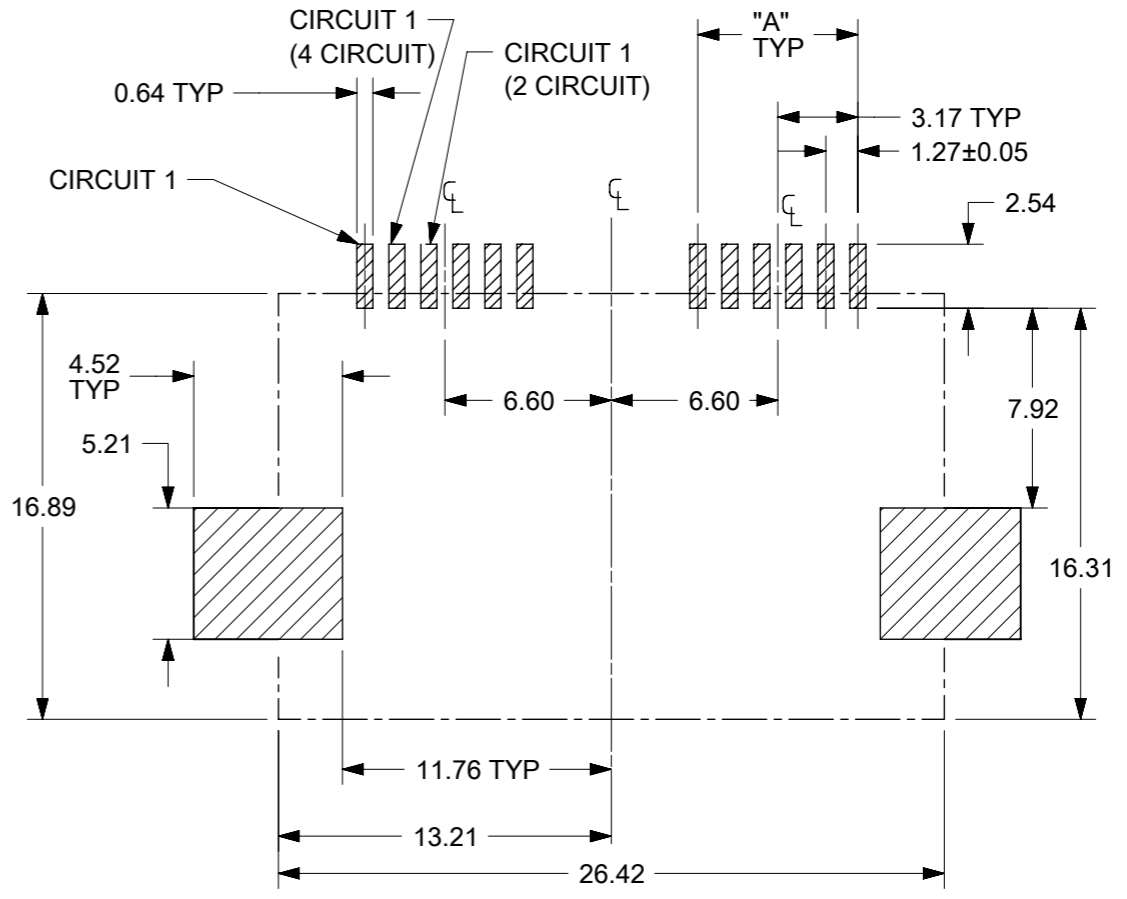 CIRCUIT 1
(4 CIRCUIT)
"A"
TYP
CIRCUIT 1
(2 CIRCUIT)
0.64 TYP
3.17 TYP
1.27±0.05
CIRCUIT 1
℄
℄
℄
2.54
4.52
TYP
6.60
6.60
7.92
5.21
16.89
16.31
11.76 TYP
13.21
26.42